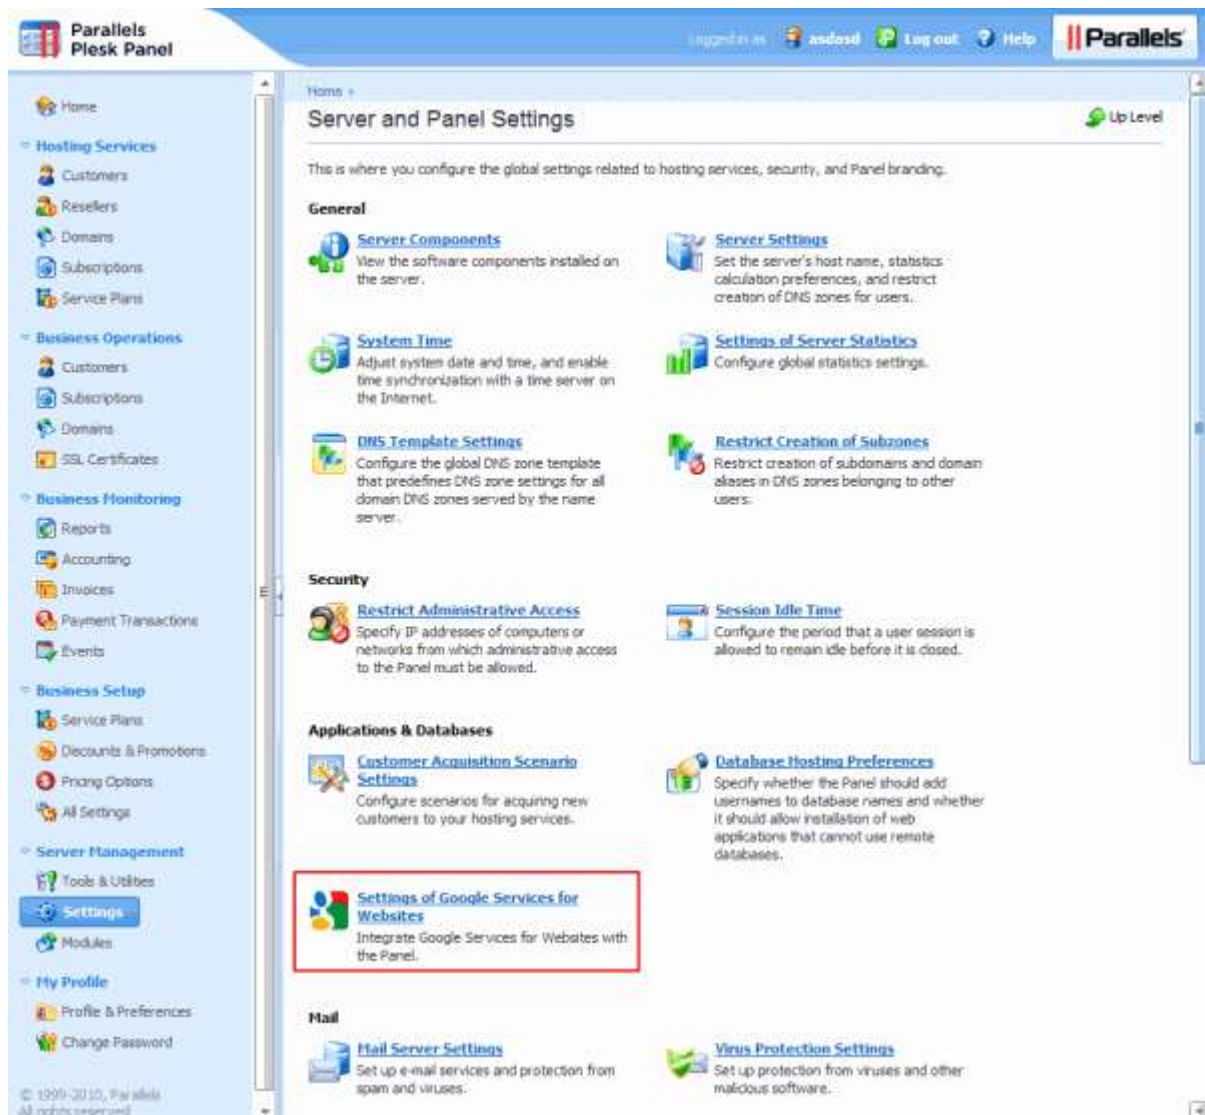 Parallels
Plesk Panel
Logged in as asdasd Log out Help
Parallels
Home
Hosting Services
Customers
Resellers
Domains
Subscriptions
Service Plans
Business Operations
Customers
Subscriptions
Domains
SSL Certificates
Business Monitoring
Reports
Accounting
Invoices
Payment Transactions
Events
Business Setup
Service Plans
Discounts & Promotions
Pricing Options
All Settings
Server Management
Tools & Utilities
Settings
Modules
My Profile
Profile & Preferences
Change Password
© 1999-2010, Parallels
All rights reserved
Home >
Server and Panel Settings
Up Level
This is where you configure the global settings related to hosting services, security, and Panel branding.
General
Server Components
View the software components installed on
the server.
Server Settings
Set the server's host name, statistics
calculation preferences, and restrict
creation of DNS zones for users.
System Time
Adjust system date and time, and enable
time synchronization with a time server on
the Internet.
Settings of Server Statistics
Configure global statistics settings.
DNS Template Settings
Configure the global DNS zone template
that predefines DNS zone settings for all
domain DNS zones served by the name
server.
Restrict Creation of Subzones
Restrict creation of subdomains and domain
aliases in DNS zones belonging to other
users.
Security
Restrict Administrative Access
Specify IP addresses of computers or
networks from which administrative access
to the Panel must be allowed.
Session Idle Time
Configure the period that a user session is
allowed to remain idle before it is closed.
Applications & Databases
Customer Acquisition Scenario
Settings
Configure scenarios for acquiring new
customers to your hosting services.
Database Hosting Preferences
Specify whether the Panel should add
usernames to database names and whether
it should allow installation of web
applications that cannot use remote
databases.
Settings of Google Services for
Websites
Integrate Google Services for Websites with
the Panel.
Mail
Mail Server Settings
Set up e-mail services and protection from
spam and viruses.
Virus Protection Settings
Set up protection from viruses and other
malicious software.